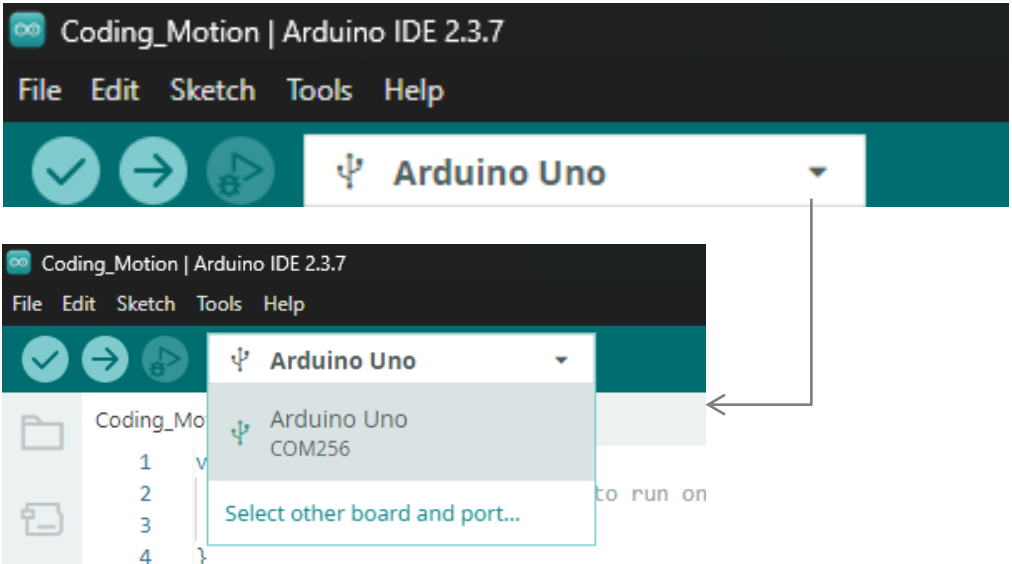 Coding_Motion | Arduino IDE 2.3.7
File Edit Sketch Tools Help
Arduino Uno
Coding_Motion | Arduino IDE 2.3.7
File Edit Sketch Tools Help
Arduino Uno
Coding_Mo
Arduino Uno
COM256
1 v
2 to run on
Select other board and port...
3
4 }